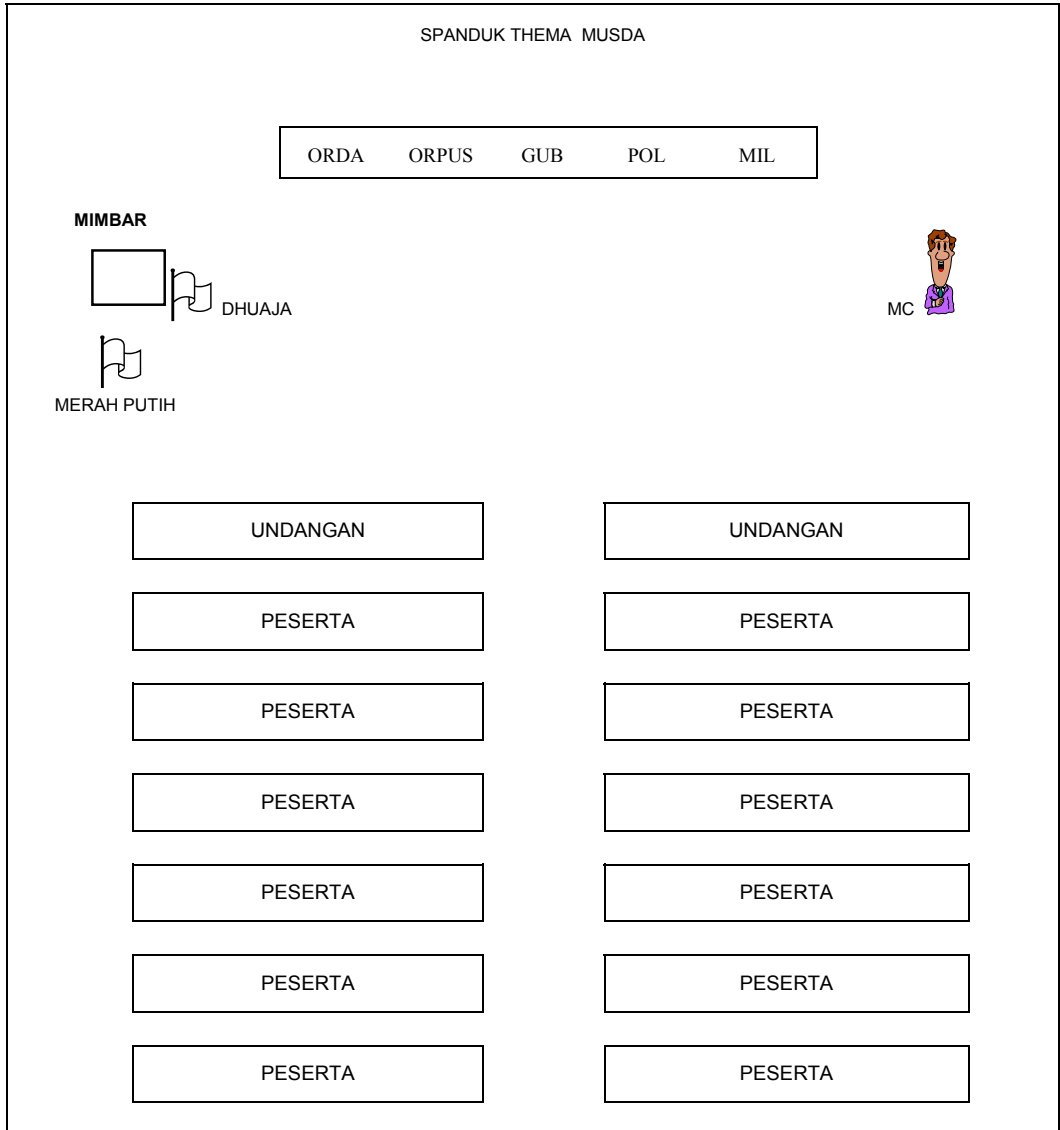 SPANDUK THEMA MUSDA
ORDA ORPUS GUB POL MIL
MIMBAR
DHUAJA
MC
MERAH PUTIH
UNDANGAN UNDANGAN
PESERTA PESERTA
PESERTA PESERTA
PESERTA PESERTA
PESERTA PESERTA
PESERTA PESERTA
PESERTA PESERTA